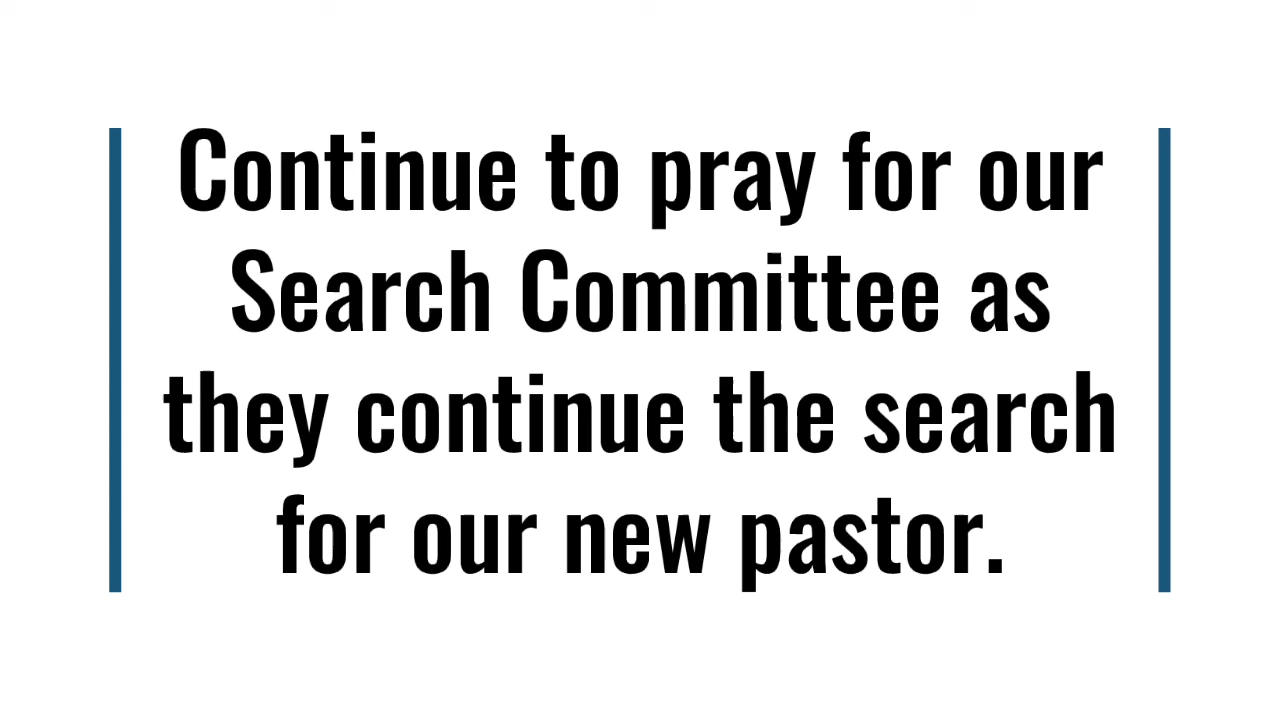 Continue to pray for our
Search Committee as
they continue the search
for our new pastor.